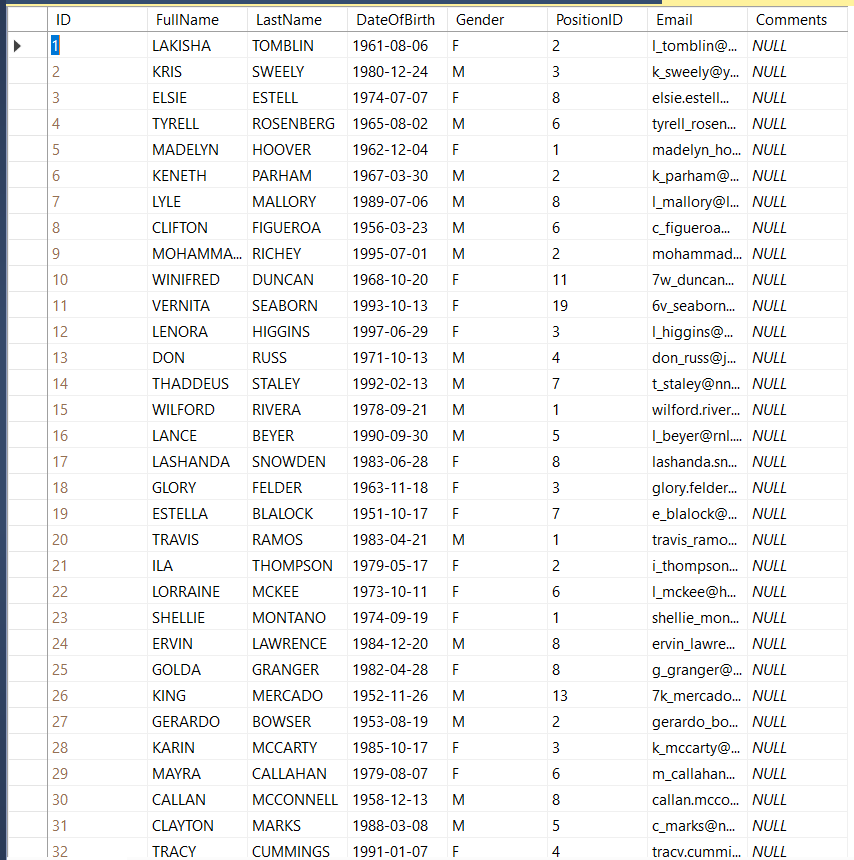 ID FullName LastName DateOfBirth Gender PositionID Email Comments
1 LAKISHA TOMBLIN 1961-08-06 F 2 l_tomblin@... NULL
2 KRIS SWEELY 1980-12-24 M 3 k_sweely@y... NULL
3 ELSIE ESTELL 1974-07-07 F 8 elsie.estell... NULL
4 TYRELL ROSENBERG 1965-08-02 M 6 tyrell_rosen... NULL
5 MADELYN HOOVER 1962-12-04 F 1 madelyn_ho... NULL
6 KENETH PARHAM 1967-03-30 M 2 k_parham@... NULL
7 LYLE MALLORY 1989-07-06 M 8 l_mallory@l... NULL
8 CLIFTON FIGUEROA 1956-03-23 M 6 c_figueroa... NULL
9 MOHAMMA... RICHEY 1995-07-01 M 2 mohammad... NULL
10 WINIFRED DUNCAN 1968-10-20 F 11 7w_duncan... NULL
11 VERNITA SEABORN 1993-10-13 F 19 6v_seaborn... NULL
12 LENORA HIGGINS 1997-06-29 F 3 l_higgins@... NULL
13 DON RUSS 1971-10-13 M 4 don_russ@j... NULL
14 THADDEUS STALEY 1992-02-13 M 7 t_staley@nn... NULL
15 WILFORD RIVERA 1978-09-21 M 1 wilford.river... NULL
16 LANCE BEYER 1990-09-30 M 5 l_beyer@rnl.... NULL
17 LASHANDA SNOWDEN 1983-06-28 F 8 lashanda.sn... NULL
18 GLORY FELDER 1963-11-18 F 3 glory.felder... NULL
19 ESTELLA BLALOCK 1951-10-17 F 7 e_blalock@... NULL
20 TRAVIS RAMOS 1983-04-21 M 1 travis_ramo... NULL
21 ILA THOMPSON 1979-05-17 F 2 i_thompson... NULL
22 LORRAINE MCKEE 1973-10-11 F 6 l_mckee@h... NULL
23 SHELLIE MONTANO 1974-09-19 F 1 shellie_mon... NULL
24 ERVIN LAWRENCE 1984-12-20 M 8 ervin_lawre... NULL
25 GOLDA GRANGER 1982-04-28 F 8 g_granger@... NULL
26 KING MERCADO 1952-11-26 M 13 7k_mercado... NULL
27 GERARDO BOWSER 1953-08-19 M 2 gerardo_bo... NULL
28 KARIN MCCARTY 1985-10-17 F 3 k_mccarty@... NULL
29 MAYRA CALLAHAN 1979-08-07 F 6 m_callahan... NULL
30 CALLAN MCCONNELL 1958-12-13 M 8 callan.mcco... NULL
31 CLAYTON MARKS 1988-03-08 M 5 c_marks@n... NULL
32 TRACY CUMMINGS 1991-01-07 F 4 tracy.cummi... NULL